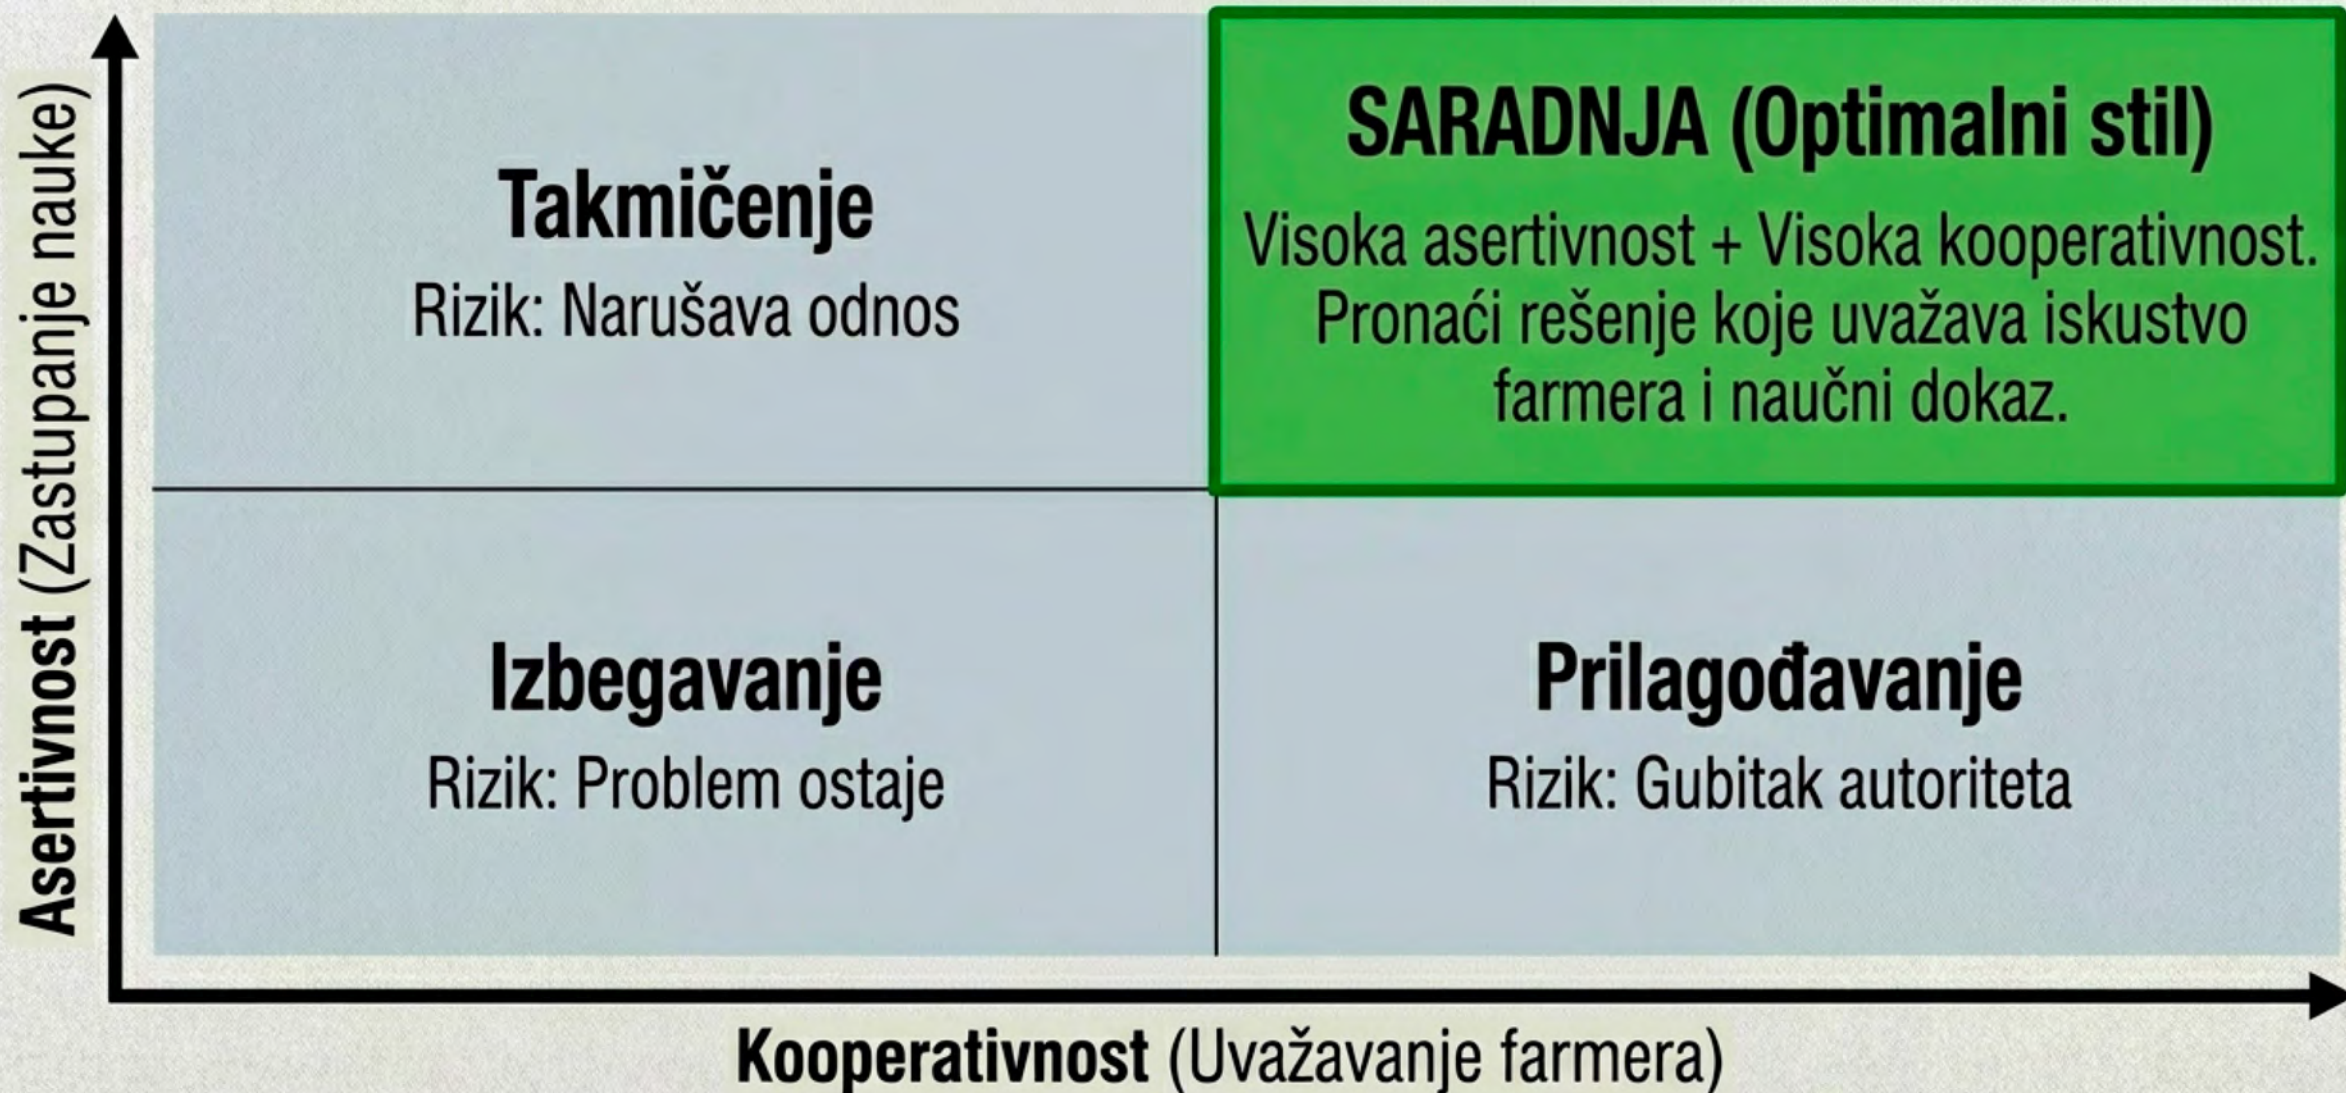 Asertivnost (Zastupanje nauke)
Takmičenje
Rizik: Narušava odnos
SARADNJA (Optimalni stil)
Visoka asertivnost + Visoka kooperativnost.
Pronaći rešenje koje uvažava iskustvo
farmera i naučni dokaz.
Izbegavanje
Rizik: Problem ostaje
Prilagođavanje
Rizik: Gubitak autoriteta
Kooperativnost (Uvažavanje farmera)